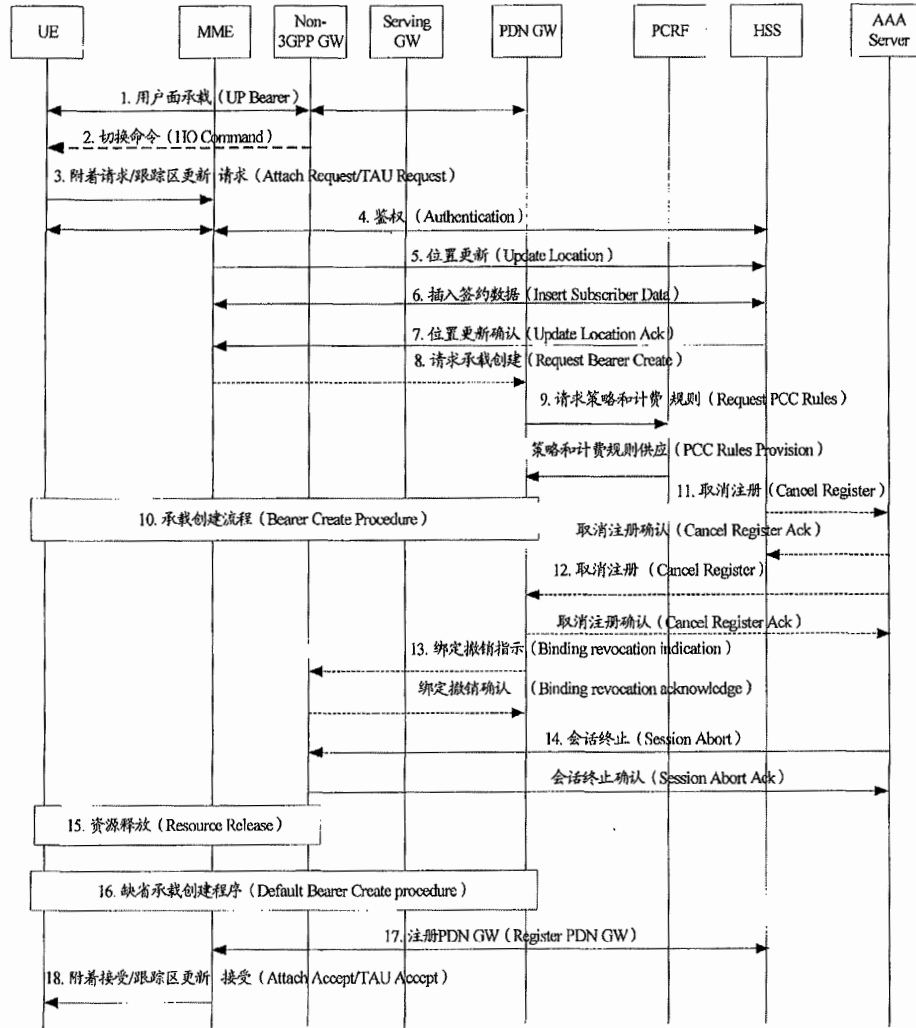 UE
MME
Non-
3GPP GW
Serving
GW
PDN GW
PCRF
HSS
AAA
Server
1. 用户面承载 (UP Bearer)
2. 切换命令 (HO Command)
3. 附着请求/跟踪区更新 请求 (Attach Request/TAU Request)
4. 鉴权 (Authentication)
5. 位置更新 (Update Location)
6. 插入签约数据 (Insert Subscriber Data)
7. 位置更新确认 (Update Location Ack)
8. 请求承载创建 (Request Bearer Create)
9. 请求策略和计费 规则 (Request PCC Rules)
策略和计费规则供应 (PCC Rules Provision)
11. 取消注册 (Cancel Register)
10. 承载创建流程 (Bearer Create Procedure)
取消注册确认 (Cancel Register Ack)
12. 取消注册 (Cancel Register)
取消注册确认 (Cancel Register Ack)
13. 绑定撤销指示 (Binding revocation indication)
绑定撤销确认 (Binding revocation acknowledge)
14. 会话终止 (Session Abort)
会话终止确认 (Session Abort Ack)
15. 资源释放 (Resource Release)
16. 缺省承载创建程序 (Default Bearer Create procedure)
17. 注册PDN GW (Register PDN GW)
18. 附着接受/跟踪区更新 接受 (Attach Accept/TAU Accept)